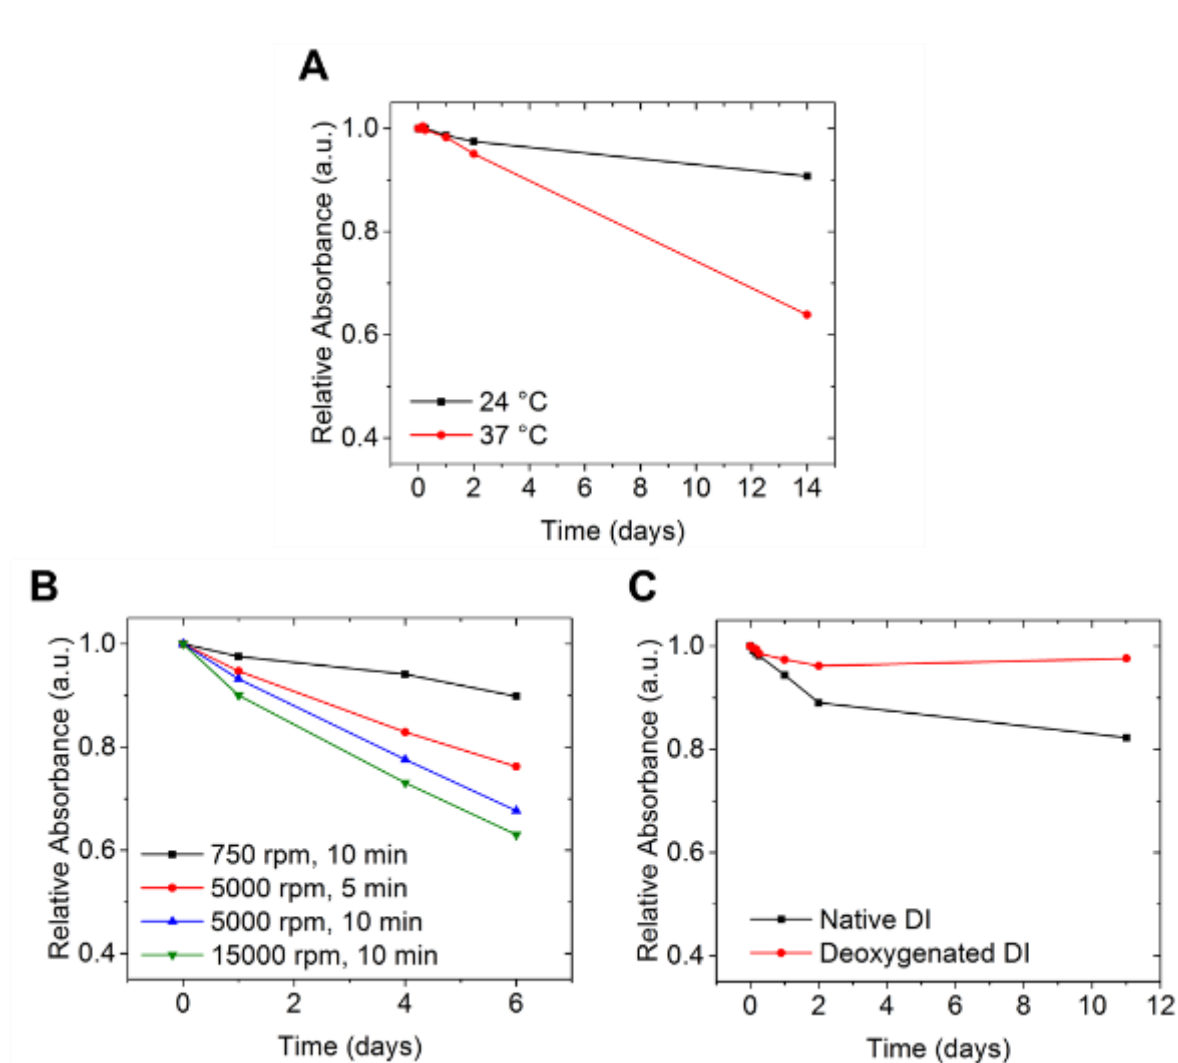 A
Relative Absorbance (a.u.)
1.0
0.8
0.6
0.4
24 °C
37 °C
0 2 4 6 8 10 12 14
Time (days)
B
Relative Absorbance (a.u.)
1.0
0.8
0.6
0.4
750 rpm, 10 min
5000 rpm, 5 min
5000 rpm, 10 min
15000 rpm, 10 min
0 2 4 6
Time (days)
C
Relative Absorbance (a.u.)
1.0
0.8
0.6
0.4
Native DI
Deoxygenated DI
0 2 4 6 8 10 12
Time (days)